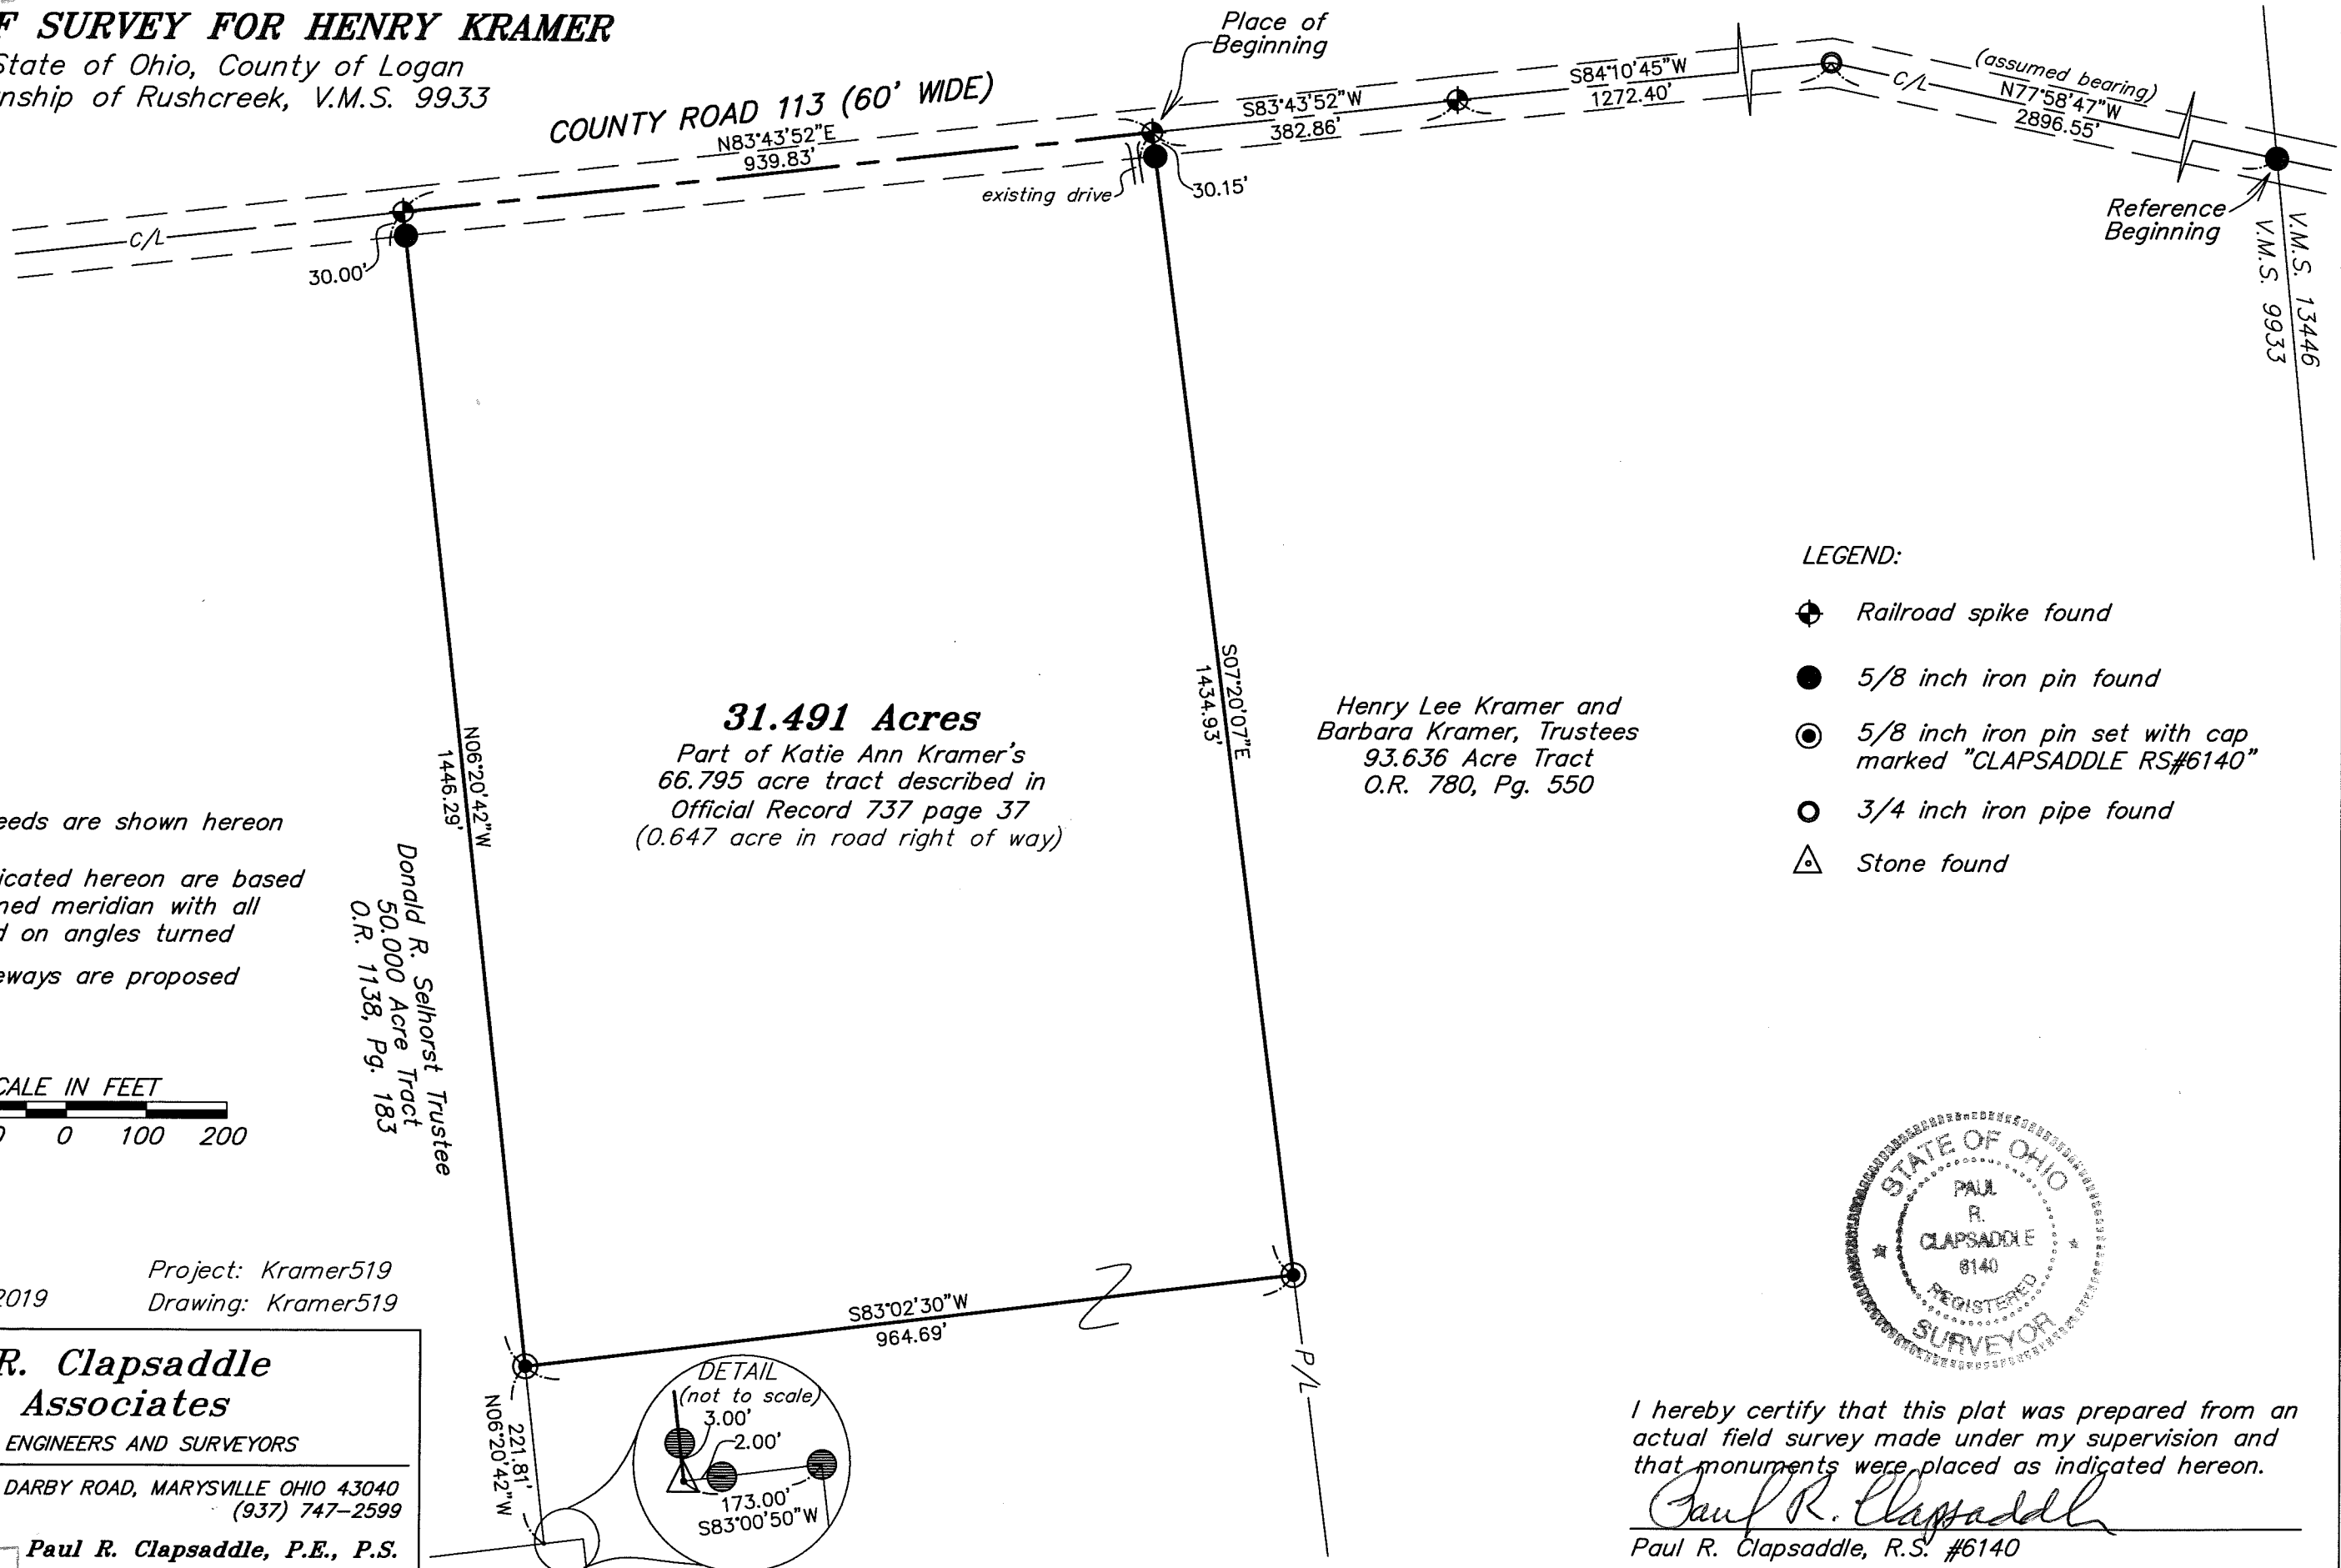 F SURVEY FOR HENRY KRAMER
State of Ohio, County of Logan
nship of Rushcreek, V.M.S. 9933
COUNTY ROAD 113 (60' WIDE)
N83°43'52"E
939.83'
Place of
Beginning
S83°43'52"W
382.86'
S84°10'45"W
1272.40'
C/L
(assumed bearing)
N77°58'47"W
2896.55'
Reference
Beginning
V.M.S. 13446
V.M.S. 9933
C/L
30.00'
existing drive
30.15'
LEGEND:
Railroad spike found
5/8 inch iron pin found
5/8 inch iron pin set with cap
marked "CLAPSADDLE RS#6140"
3/4 inch iron pipe found
Stone found
N06°20'42"W
1446.29'
31.491 Acres
Part of Katie Ann Kramer's
66.795 acre tract described in
Official Record 737 page 37
(0.647 acre in road right of way)
S07°20'07"E
1434.93'
Henry Lee Kramer and
Barbara Kramer, Trustees
93.636 Acre Tract
O.R. 780, Pg. 550
eeds are shown hereon
icated hereon are based
ned meridian with all
d on angles turned
eways are proposed
Donald R. Selhorst Trustee
50.000 Acre Tract
O.R. 1138, Pg. 183
CALE IN FEET
0 0 100 200
Project: Kramer519
2019 Drawing: Kramer519
S83°02'30"W
964.69'
P/L
R. Clapsaddle
Associates
ENGINEERS AND SURVEYORS
DARBY ROAD, MARYSVILLE OHIO 43040
(937) 747-2599
Paul R. Clapsaddle, P.E., P.S.
221.81'
N06°20'42"W
DETAIL
(not to scale)
3.00'
2.00'
173.00'
S83°00'50"W
STATE OF OHIO
PAUL
R.
CLAPSADDLE
6140
REGISTERED
SURVEYOR
I hereby certify that this plat was prepared from an
actual field survey made under my supervision and
that monuments were placed as indicated hereon.
Paul R. Clapsaddle
Paul R. Clapsaddle, R.S. #6140